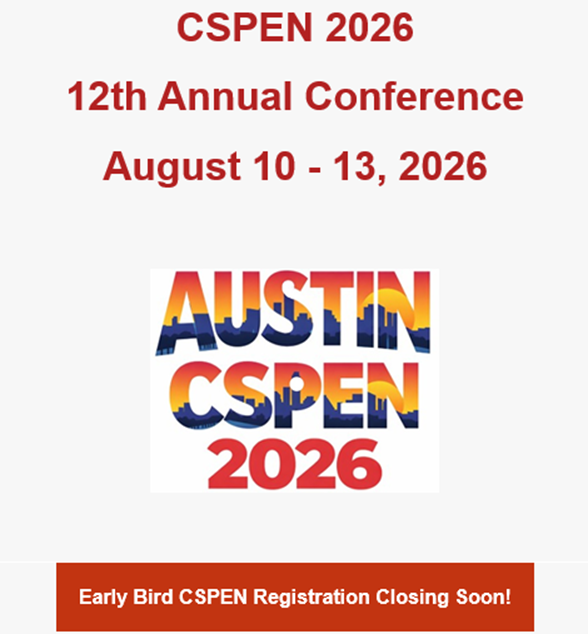 CSPEN 2026
12th Annual Conference
August 10 - 13, 2026
AUSTIN
CSPEN
2026
Early Bird CSPEN Registration Closing Soon!